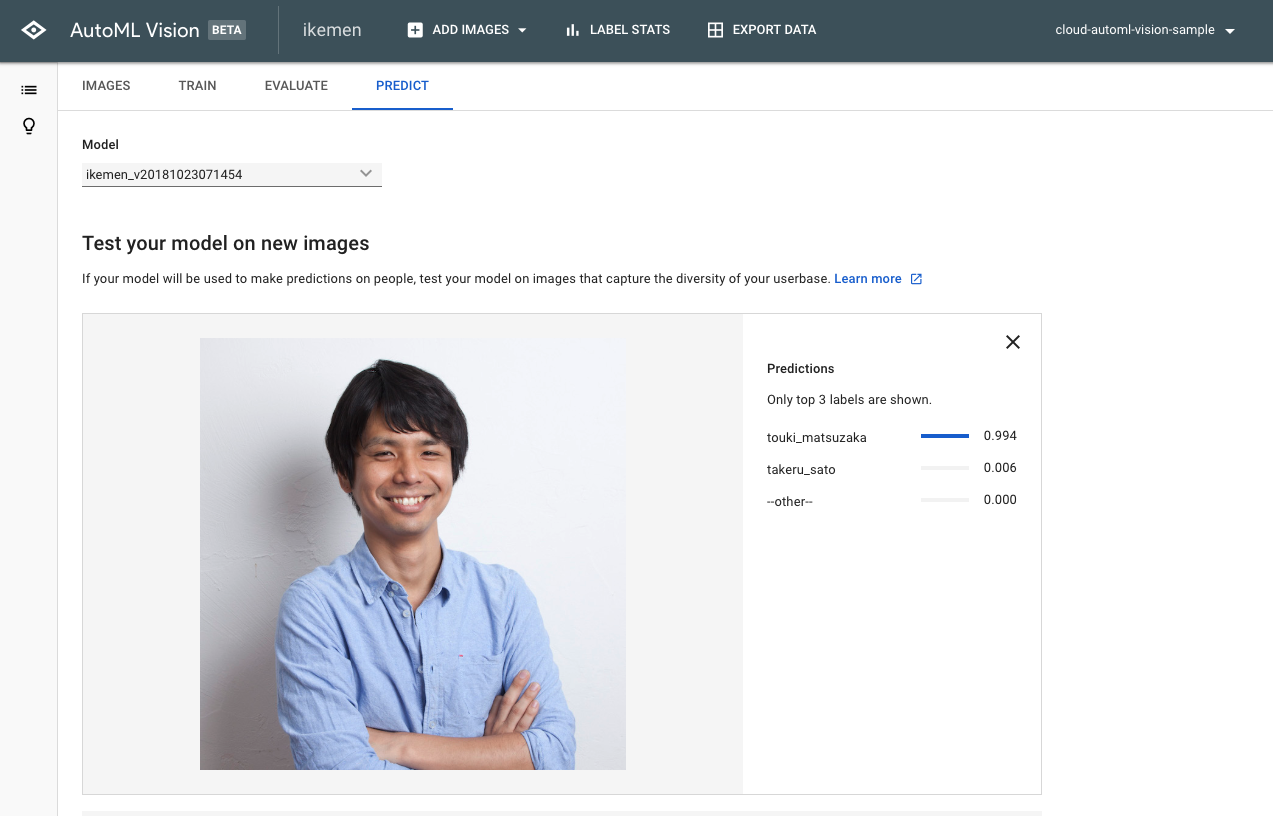 AutoML Vision BETA ikemen ADD IMAGES LABEL STATS EXPORT DATA cloud-automl-vision-sample
IMAGES TRAIN EVALUATE PREDICT
Model
ikemen_v20181023071454
Test your model on new images
If your model will be used to make predictions on people, test your model on images that capture the diversity of your userbase. Learn more
Predictions
Only top 3 labels are shown.
touki_matsuzaka 0.994
takeru_sato 0.006
--other-- 0.000